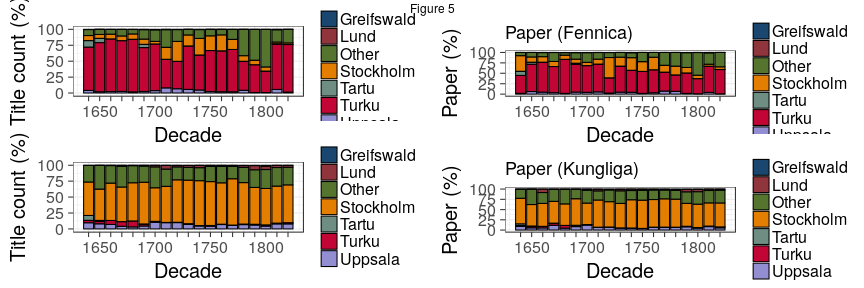 Figure 5
Title count (%)
100
75
50
25
0
1650
1700
1750
1800
Decade
Greifswald
Lund
Other
Stockholm
Tartu
Turku
Uppsala
Paper (Fennica)
Paper (%)
100
75
50
25
0
1650
1700
1750
1800
Decade
Greifswald
Lund
Other
Stockholm
Tartu
Turku
Uppsala
Title count (%)
100
75
50
25
0
1650
1700
1750
1800
Decade
Greifswald
Lund
Other
Stockholm
Tartu
Turku
Uppsala
Paper (Kungliga)
Paper (%)
100
75
50
25
0
1650
1700
1750
1800
Decade
Greifswald
Lund
Other
Stockholm
Tartu
Turku
Uppsala